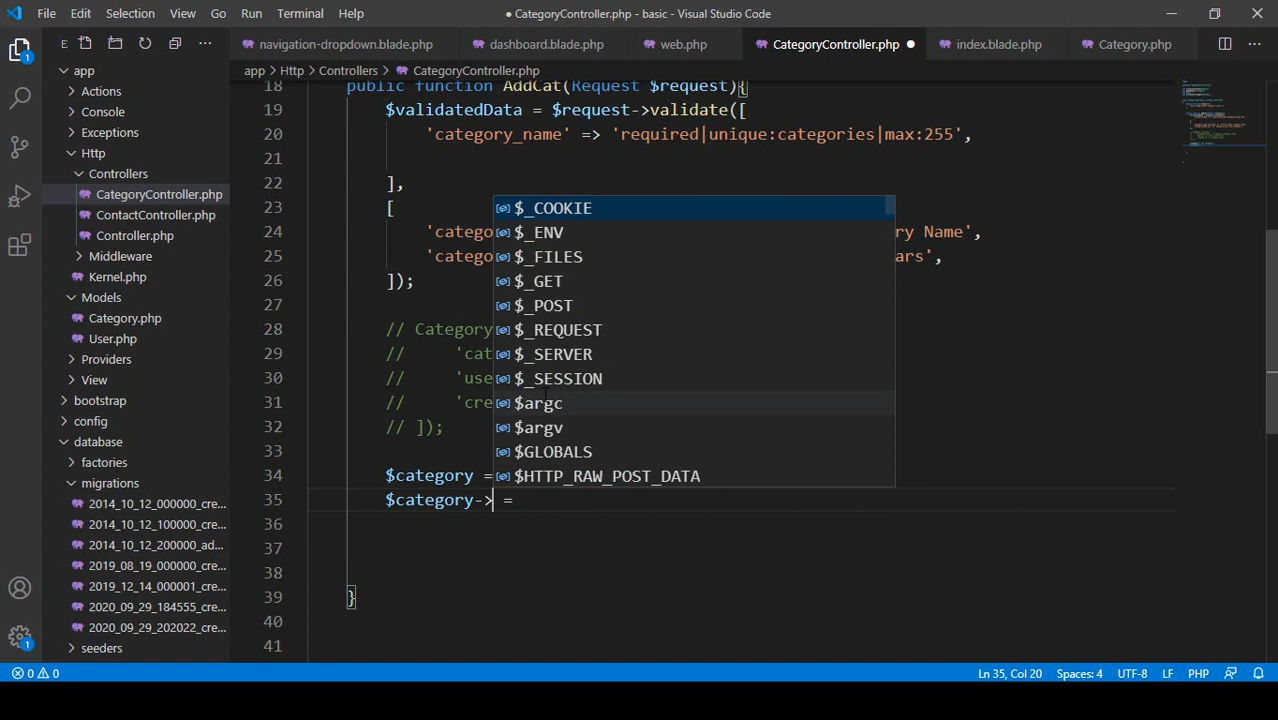 File Edit Selection View Go Run Terminal Help
● CategoryController.php - basic - Visual Studio Code
E
navigation-dropdown.blade.php dashboard.blade.php web.php CategoryController.php ● index.blade.php Category.php
app > Http > Controllers > CategoryController.php
app
Actions
Console
Exceptions
Http
Controllers
CategoryController.php
ContactController.php
Controller.php
Middleware
Kernel.php
Models
Category.php
User.php
Providers
View
bootstrap
config
database
factories
migrations
2014_10_12_000000_cre...
2014_10_12_100000_cre...
2014_10_12_200000_ad...
2019_08_19_000000_cre...
2019_12_14_000001_cre...
2020_09_29_184555_cre...
2020_09_29_202022_cre...
seeders
18 public function AddCat(Request $request){
19 $validatedData = $request->validate([
20 'category_name' => 'required|unique:categories|max:255',
21
22 ],
23 [
24 'catego ry Name',
25 'catego ars',
26 ]);
27
28 // Category
29 // 'cat
30 // 'use
31 // 'cre
32 // ]);
33
34 $category =
35 $category-> =
36
37
38
39 }
40
41
$_COOKIE
$_ENV
$_FILES
$_GET
$_POST
$_REQUEST
$_SERVER
$_SESSION
$argc
$argv
$GLOBALS
$HTTP_RAW_POST_DATA
1
1
0 0 Ln 35, Col 20 Spaces: 4 UTF-8 LF PHP